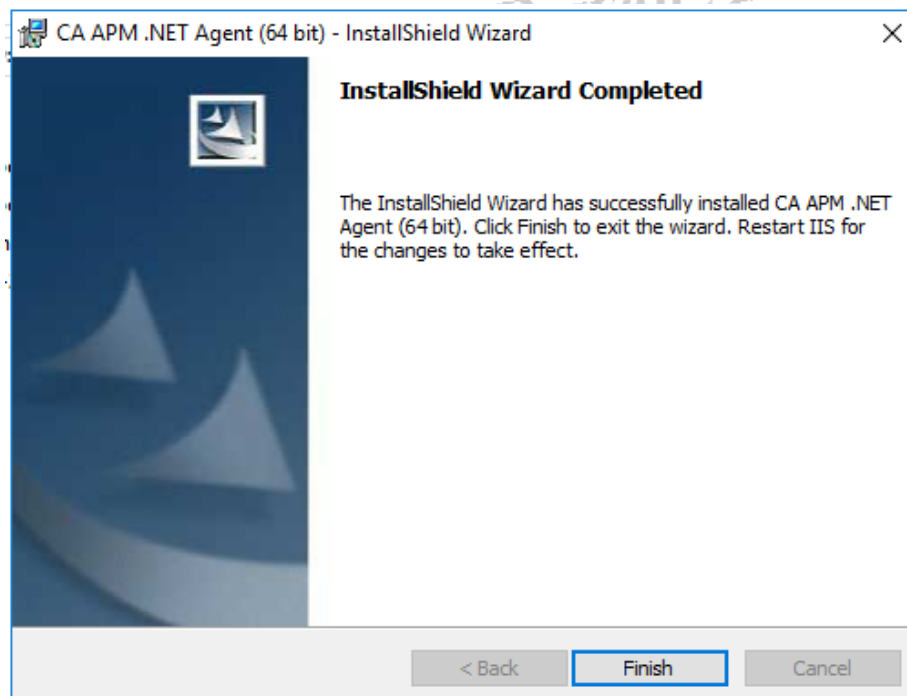 CA APM .NET Agent (64 bit) - InstallShield Wizard
InstallShield Wizard Completed
The InstallShield Wizard has successfully installed CA APM .NET
Agent (64 bit). Click Finish to exit the wizard. Restart IIS for
the changes to take effect.
< Back
Finish
Cancel